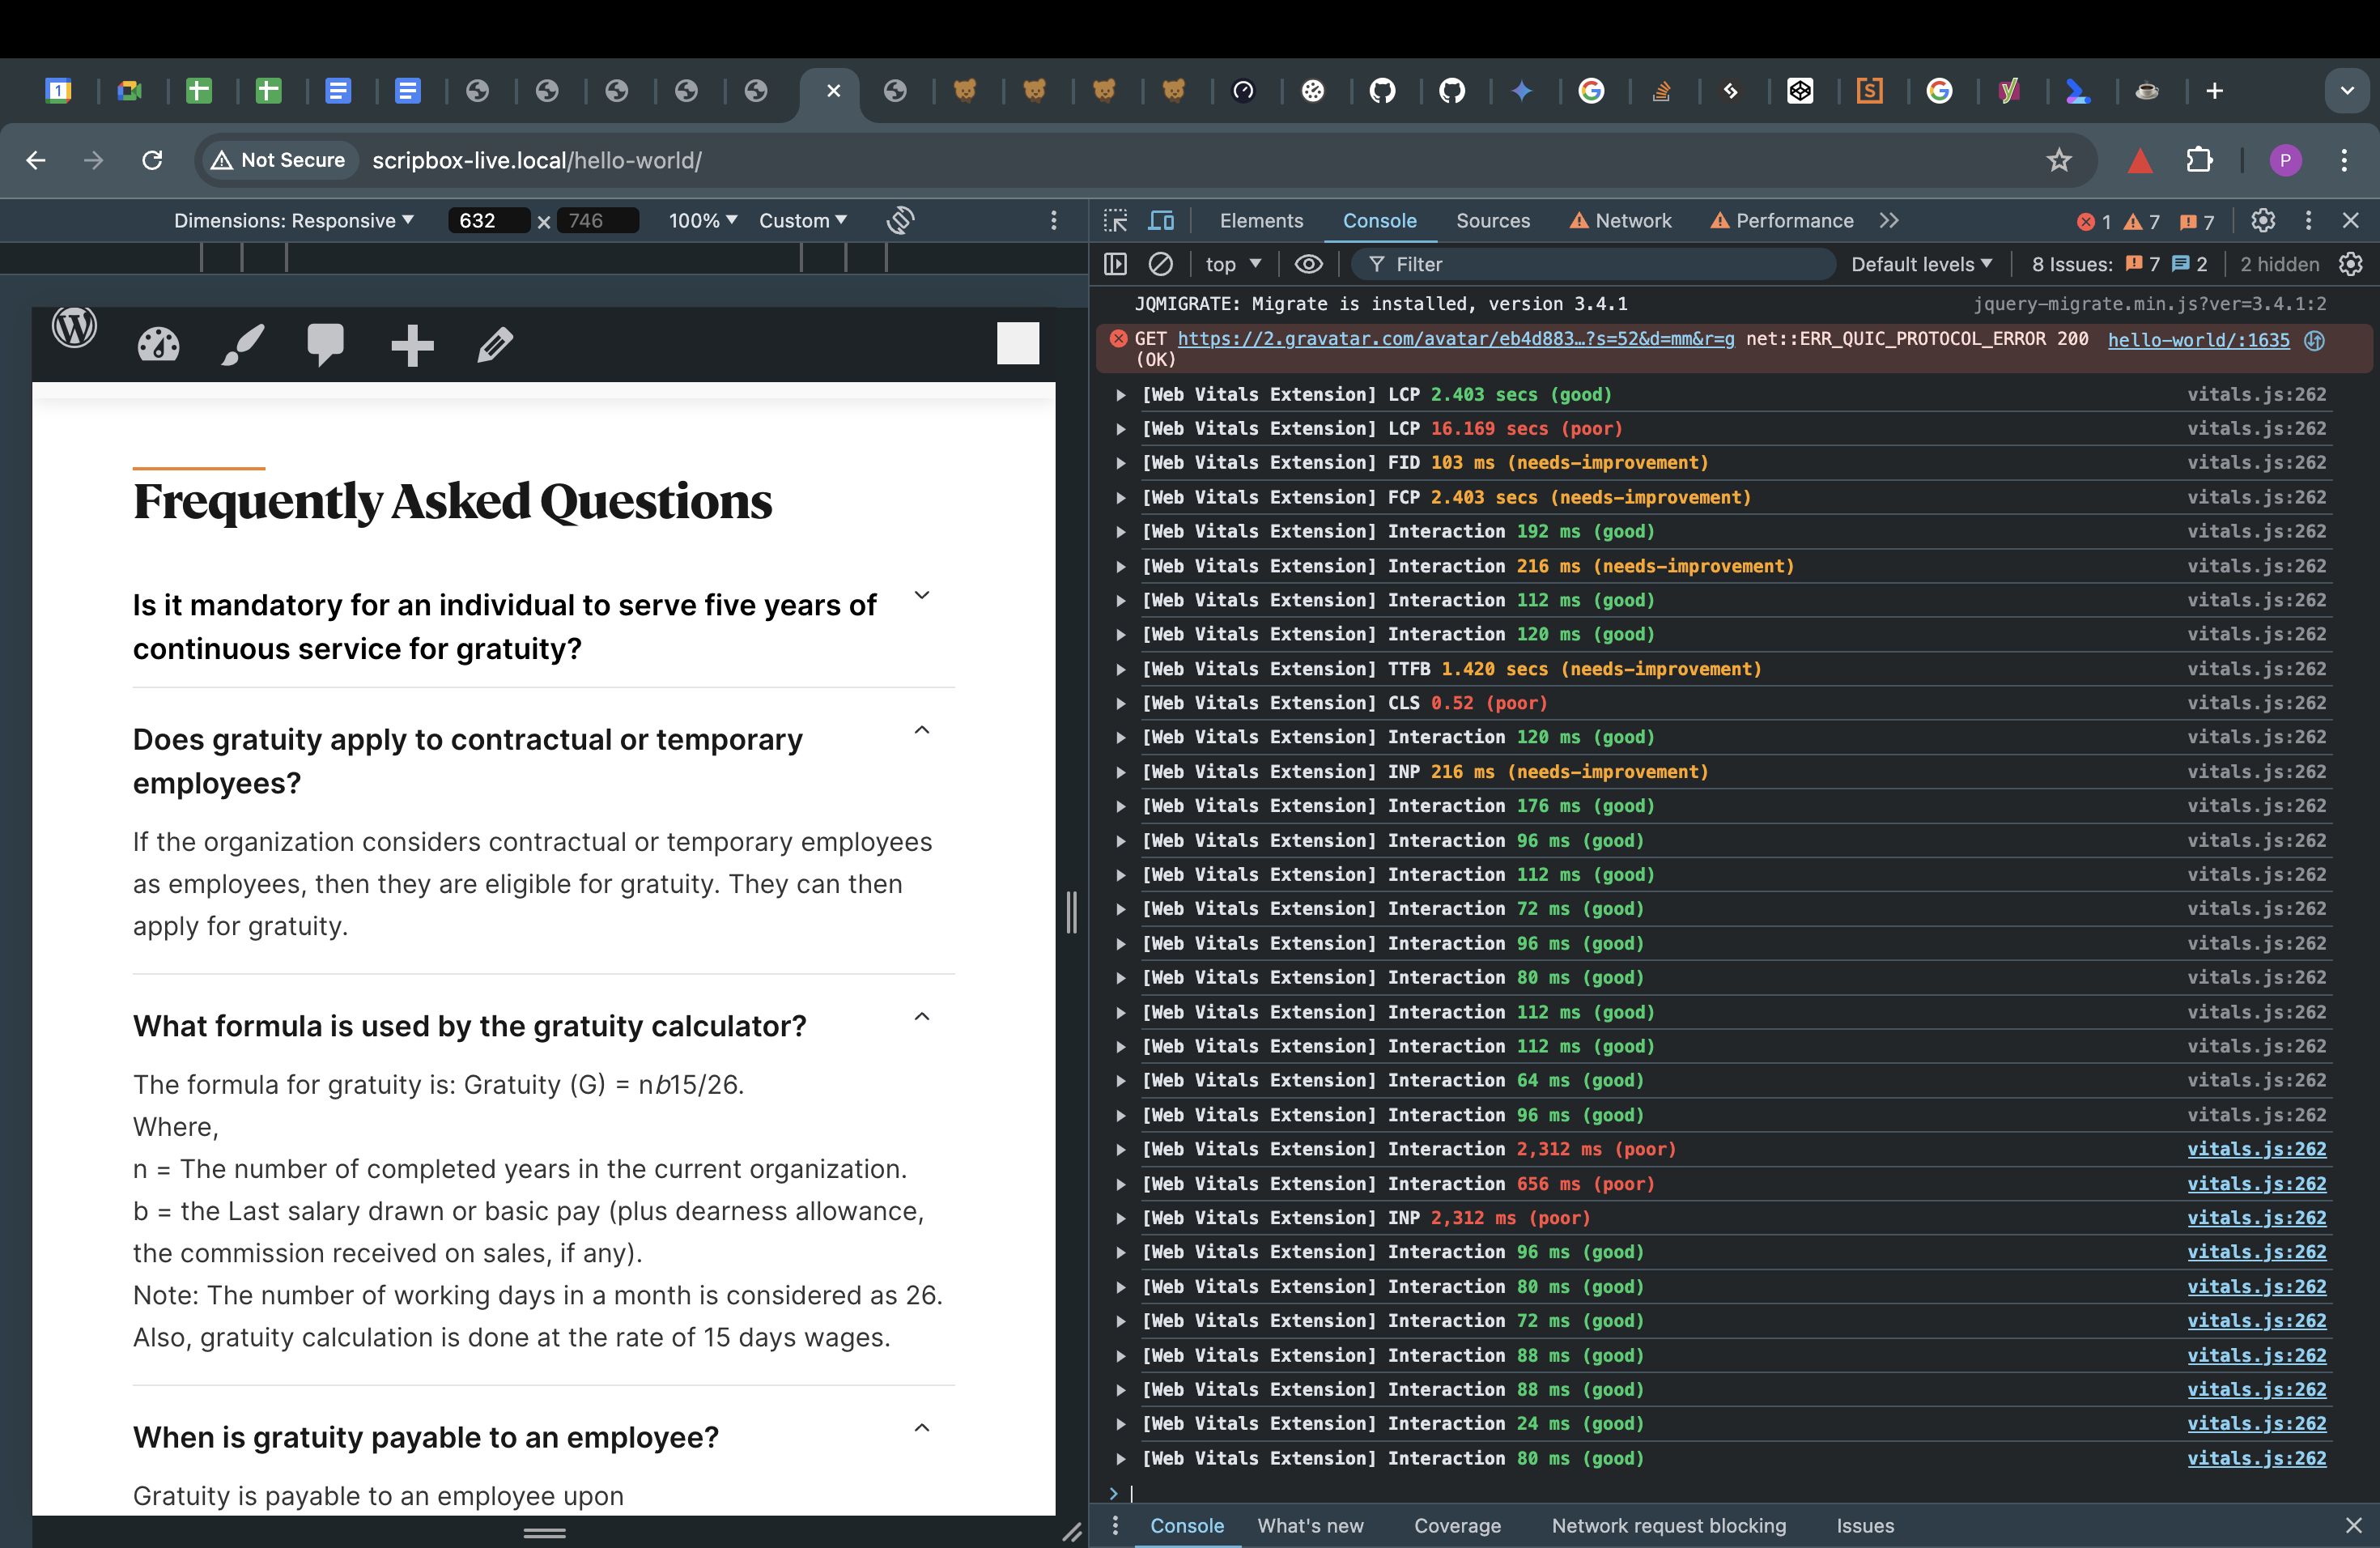 1
Not Secure
scripbox-live.local/hello-world/
P
Dimensions: Responsive
632 × 746
100%
Custom
Elements
Console
Sources
Network
Performance
1
7
7
top
Filter
Default levels
8 Issues:
7
2
2 hidden
Frequently Asked Questions
Is it mandatory for an individual to serve five years of
continuous service for gratuity?
Does gratuity apply to contractual or temporary
employees?
If the organization considers contractual or temporary employees
as employees, then they are eligible for gratuity. They can then
apply for gratuity.
What formula is used by the gratuity calculator?
The formula for gratuity is: Gratuity (G) = nb15/26.
Where,
n = The number of completed years in the current organization.
b = the Last salary drawn or basic pay (plus dearness allowance,
the commission received on sales, if any).
Note: The number of working days in a month is considered as 26.
Also, gratuity calculation is done at the rate of 15 days wages.
When is gratuity payable to an employee?
Gratuity is payable to an employee upon
JQMIGRATE: Migrate is installed, version 3.4.1 jquery-migrate.min.js?ver=3.4.1:2
GET https://2.gravatar.com/avatar/eb4d883…?s=52&d=mm&r=g net::ERR_QUIC_PROTOCOL_ERROR 200 hello-world/:1635
(OK)
[Web Vitals Extension] LCP 2.403 secs (good) vitals.js:262
[Web Vitals Extension] LCP 16.169 secs (poor) vitals.js:262
[Web Vitals Extension] FID 103 ms (needs-improvement) vitals.js:262
[Web Vitals Extension] FCP 2.403 secs (needs-improvement) vitals.js:262
[Web Vitals Extension] Interaction 192 ms (good) vitals.js:262
[Web Vitals Extension] Interaction 216 ms (needs-improvement) vitals.js:262
[Web Vitals Extension] Interaction 112 ms (good) vitals.js:262
[Web Vitals Extension] Interaction 120 ms (good) vitals.js:262
[Web Vitals Extension] TTFB 1.420 secs (needs-improvement) vitals.js:262
[Web Vitals Extension] CLS 0.52 (poor) vitals.js:262
[Web Vitals Extension] Interaction 120 ms (good) vitals.js:262
[Web Vitals Extension] INP 216 ms (needs-improvement) vitals.js:262
[Web Vitals Extension] Interaction 176 ms (good) vitals.js:262
[Web Vitals Extension] Interaction 96 ms (good) vitals.js:262
[Web Vitals Extension] Interaction 112 ms (good) vitals.js:262
[Web Vitals Extension] Interaction 72 ms (good) vitals.js:262
[Web Vitals Extension] Interaction 96 ms (good) vitals.js:262
[Web Vitals Extension] Interaction 80 ms (good) vitals.js:262
[Web Vitals Extension] Interaction 112 ms (good) vitals.js:262
[Web Vitals Extension] Interaction 112 ms (good) vitals.js:262
[Web Vitals Extension] Interaction 64 ms (good) vitals.js:262
[Web Vitals Extension] Interaction 96 ms (good) vitals.js:262
[Web Vitals Extension] Interaction 2,312 ms (poor) vitals.js:262
[Web Vitals Extension] Interaction 656 ms (poor) vitals.js:262
[Web Vitals Extension] INP 2,312 ms (poor) vitals.js:262
[Web Vitals Extension] Interaction 96 ms (good) vitals.js:262
[Web Vitals Extension] Interaction 80 ms (good) vitals.js:262
[Web Vitals Extension] Interaction 72 ms (good) vitals.js:262
[Web Vitals Extension] Interaction 88 ms (good) vitals.js:262
[Web Vitals Extension] Interaction 88 ms (good) vitals.js:262
[Web Vitals Extension] Interaction 24 ms (good) vitals.js:262
[Web Vitals Extension] Interaction 80 ms (good) vitals.js:262
Console
What's new
Coverage
Network request blocking
Issues